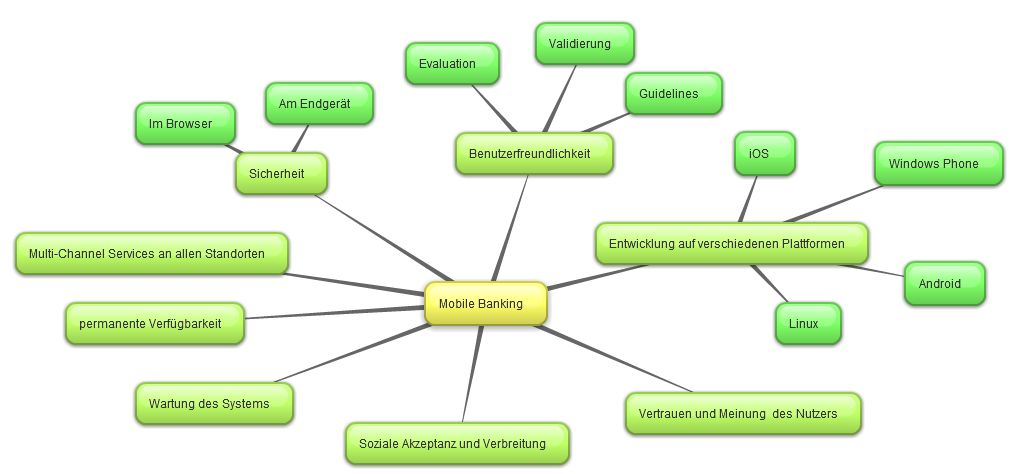 Validierung
Evaluation
Guidelines
Am Endgerät
Im Browser
Benutzerfreundlichkeit
iOS
Windows Phone
Sicherheit
Entwicklung auf verschiedenen Plattformen
Multi-Channel Services an allen Standorten
Android
Mobile Banking
permanente Verfügbarkeit
Linux
Wartung des Systems
Vertrauen und Meinung  des Nutzers
Soziale Akzeptanz und Verbreitung